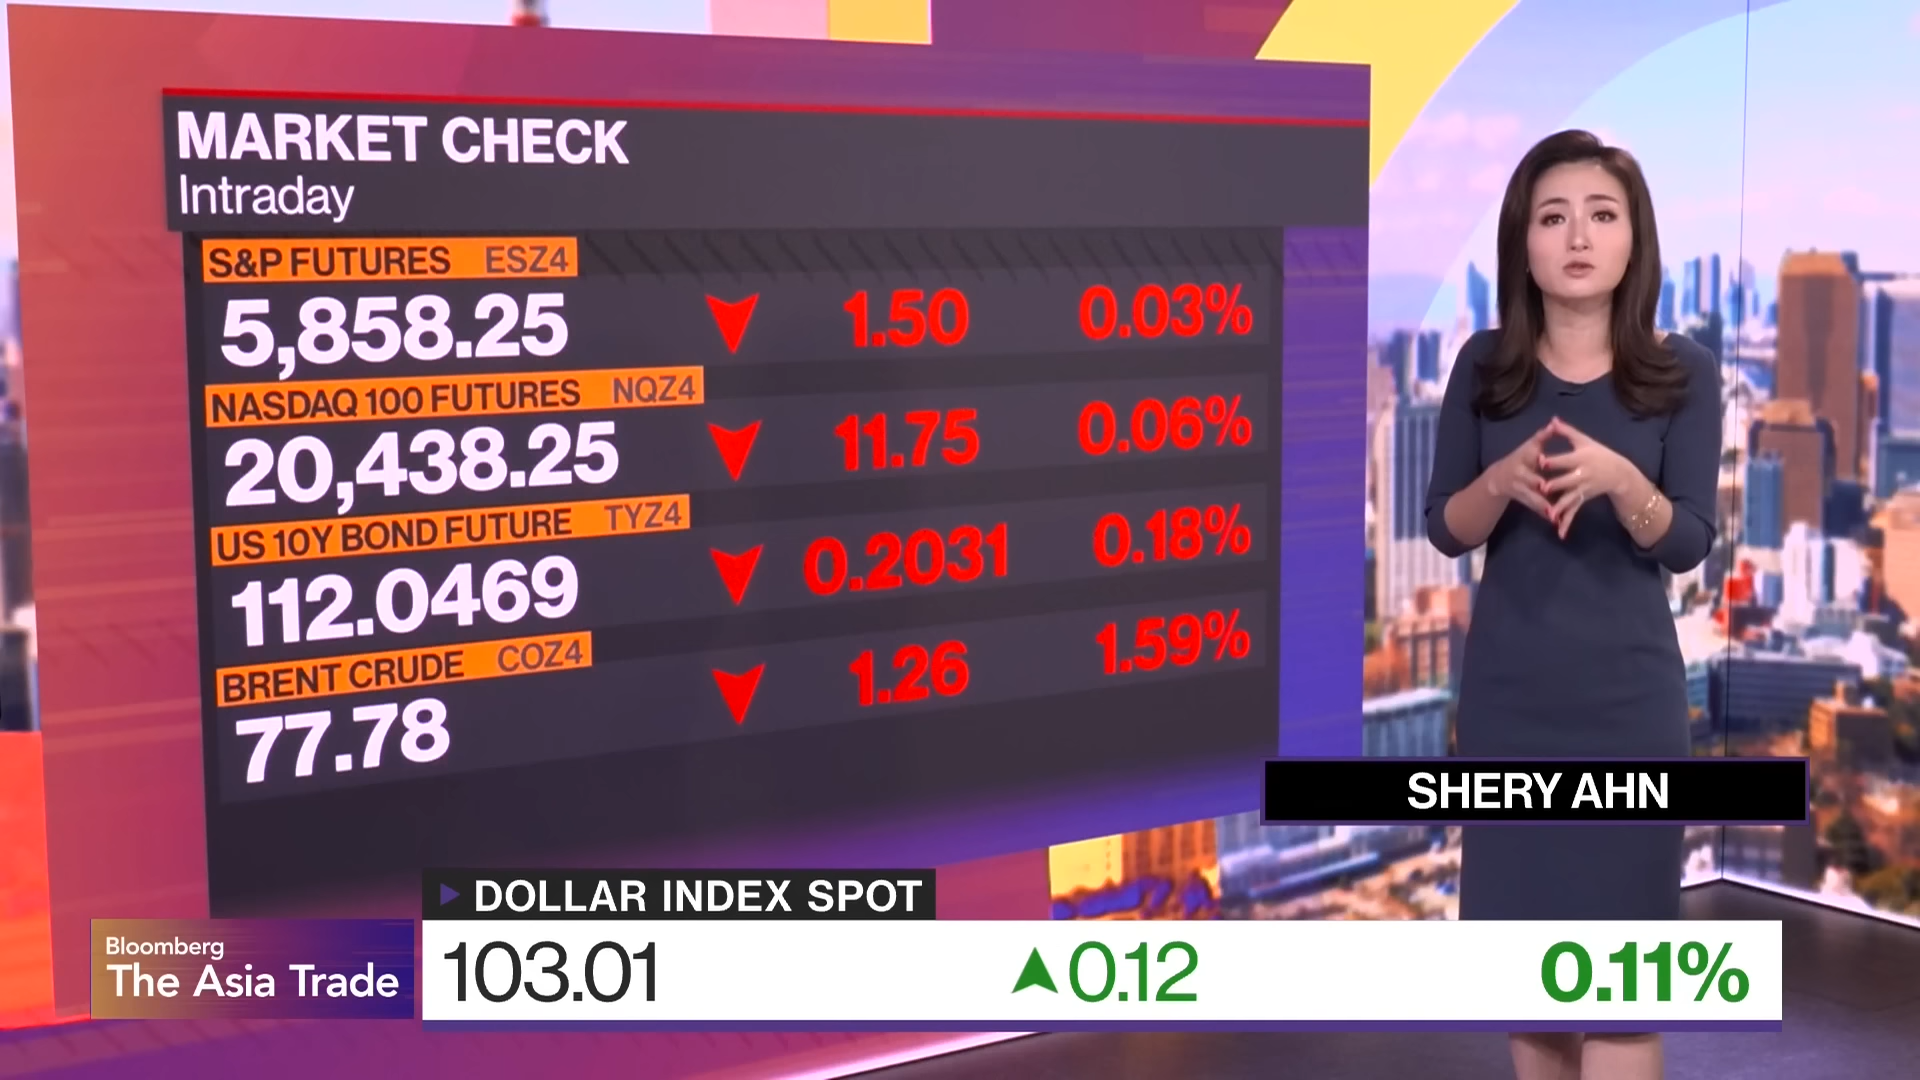 MARKET CHECK
Intraday
S&P FUTURES ESZ4
5,858.25 1.50 0.03%
NASDAQ 100 FUTURES NQZ4
20,438.25 11.75 0.06%
US 10Y BOND FUTURE TYZ4
112.0469 0.2031 0.18%
BRENT CRUDE COZ4
77.78 1.26 1.59%
SHERY AHN
DOLLAR INDEX SPOT
Bloomberg
The Asia Trade
103.01 0.12 0.11%